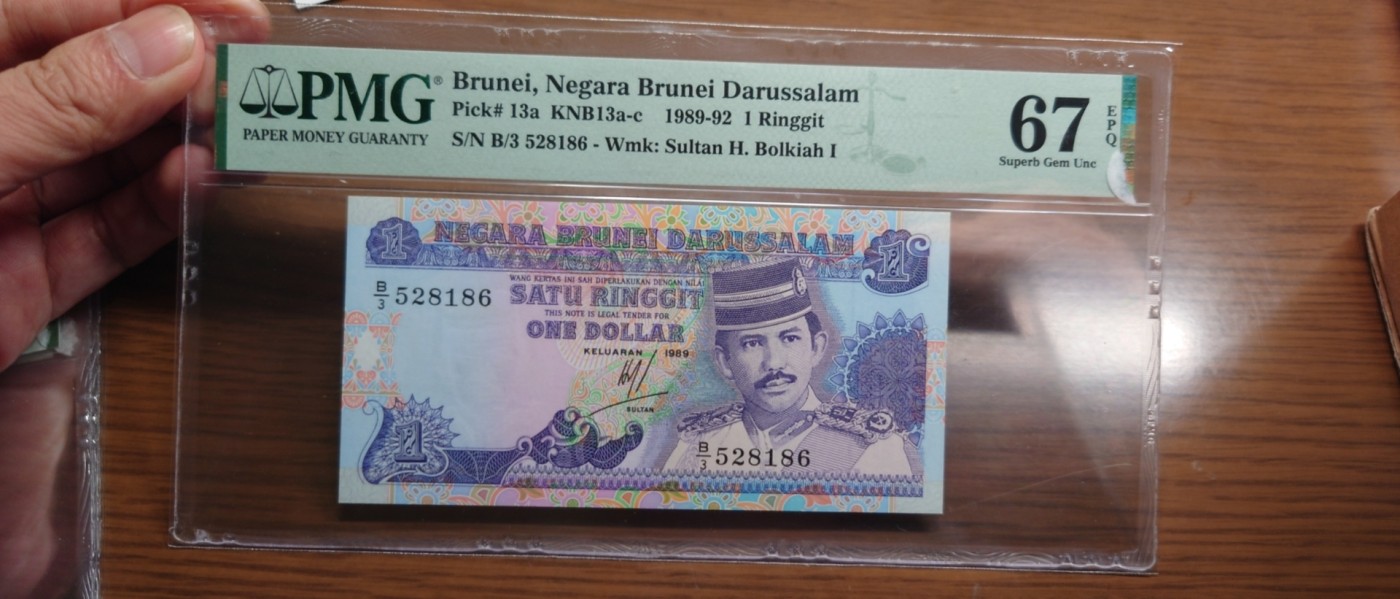 PMG®
PAPER MONEY GUARANTY
Brunei, Negara Brunei Darussalam
Pick# 13a KNB13a-c 1989-92 1 Ringgit
S/N B/3 528186 - Wmk: Sultan H. Bolkiah I
67
EPQ
Superb Gem Unc
1
NEGARA BRUNEI DARUSSALAM
1
B/3 528186
WANG KERTAS INI SAH DIPERLAKUKAN DENGAN NILAI
SATU RINGGIT
THIS NOTE IS LEGAL TENDER FOR
ONE DOLLAR
KELUARAN 1989
SULTAN
1
B/3 528186